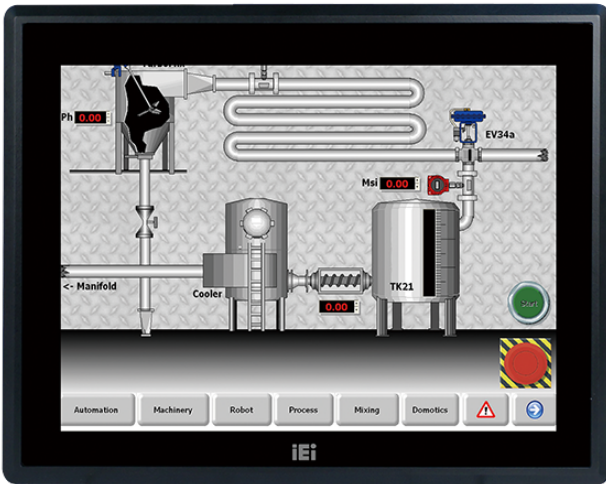 Ph 0.00
EV34a
Msi 0.00
<- Manifold
Cooler
TK21
0.00
Start
Automation
Machinery
Robot
Process
Mixing
Domotics
iEi